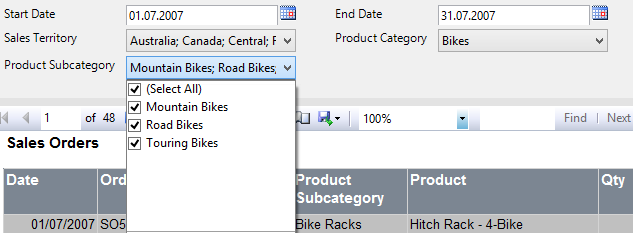 Start Date 01.07.2007 End Date 31.07.2007
Sales Territory Australia; Canada; Central; Product Category Bikes
Product Subcategory Mountain Bikes; Road Bikes;
(Select All)
Mountain Bikes
Road Bikes
Touring Bikes
1 of 48 100% Find Next
Sales Orders
Date Ord Product Subcategory Product Qty
01/07/2007 SO5 Bike Racks Hitch Rack - 4-Bike